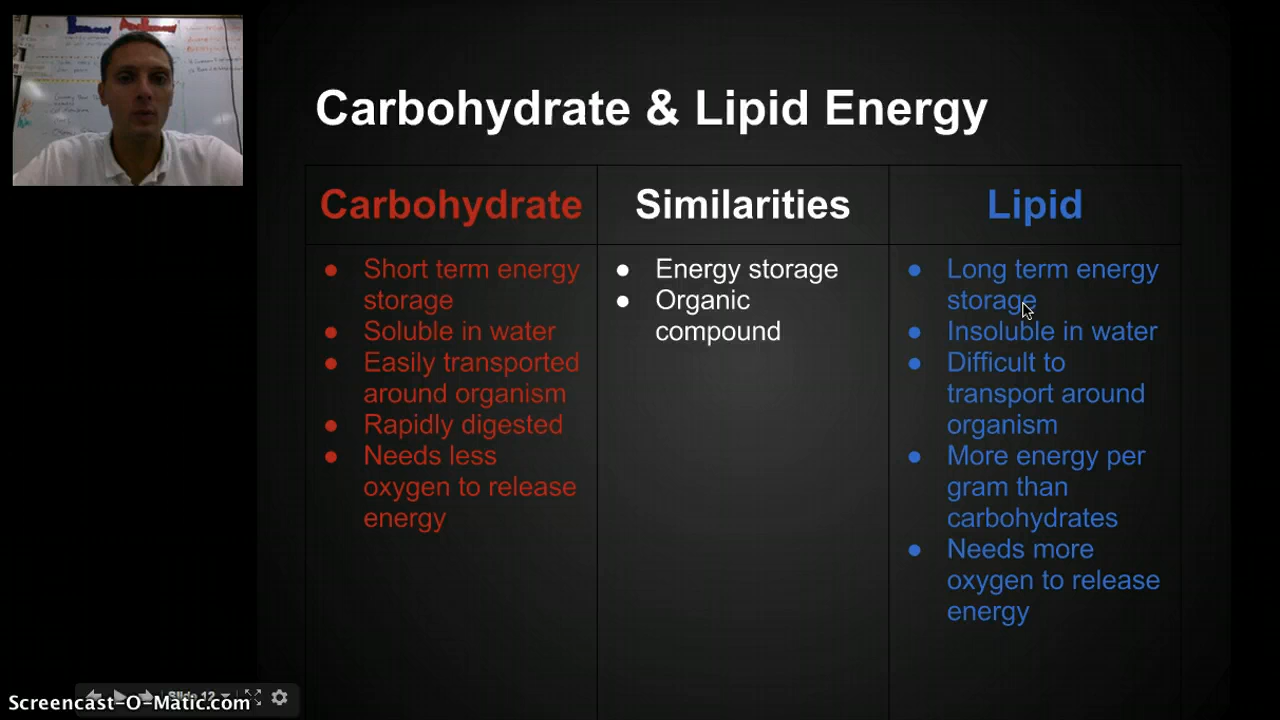 Carbohydrate & Lipid Energy
Carbohydrate
Similarities
Lipid
● Short term energy
storage
● Soluble in water
● Easily transported
around organism
● Rapidly digested
● Needs less
oxygen to release
energy
● Energy storage
● Organic
compound
● Long term energy
storage
● Insoluble in water
● Difficult to
transport around
organism
● More energy per
gram than
carbohydrates
● Needs more
oxygen to release
energy
Slide 12
Screencast-O-Matic.com